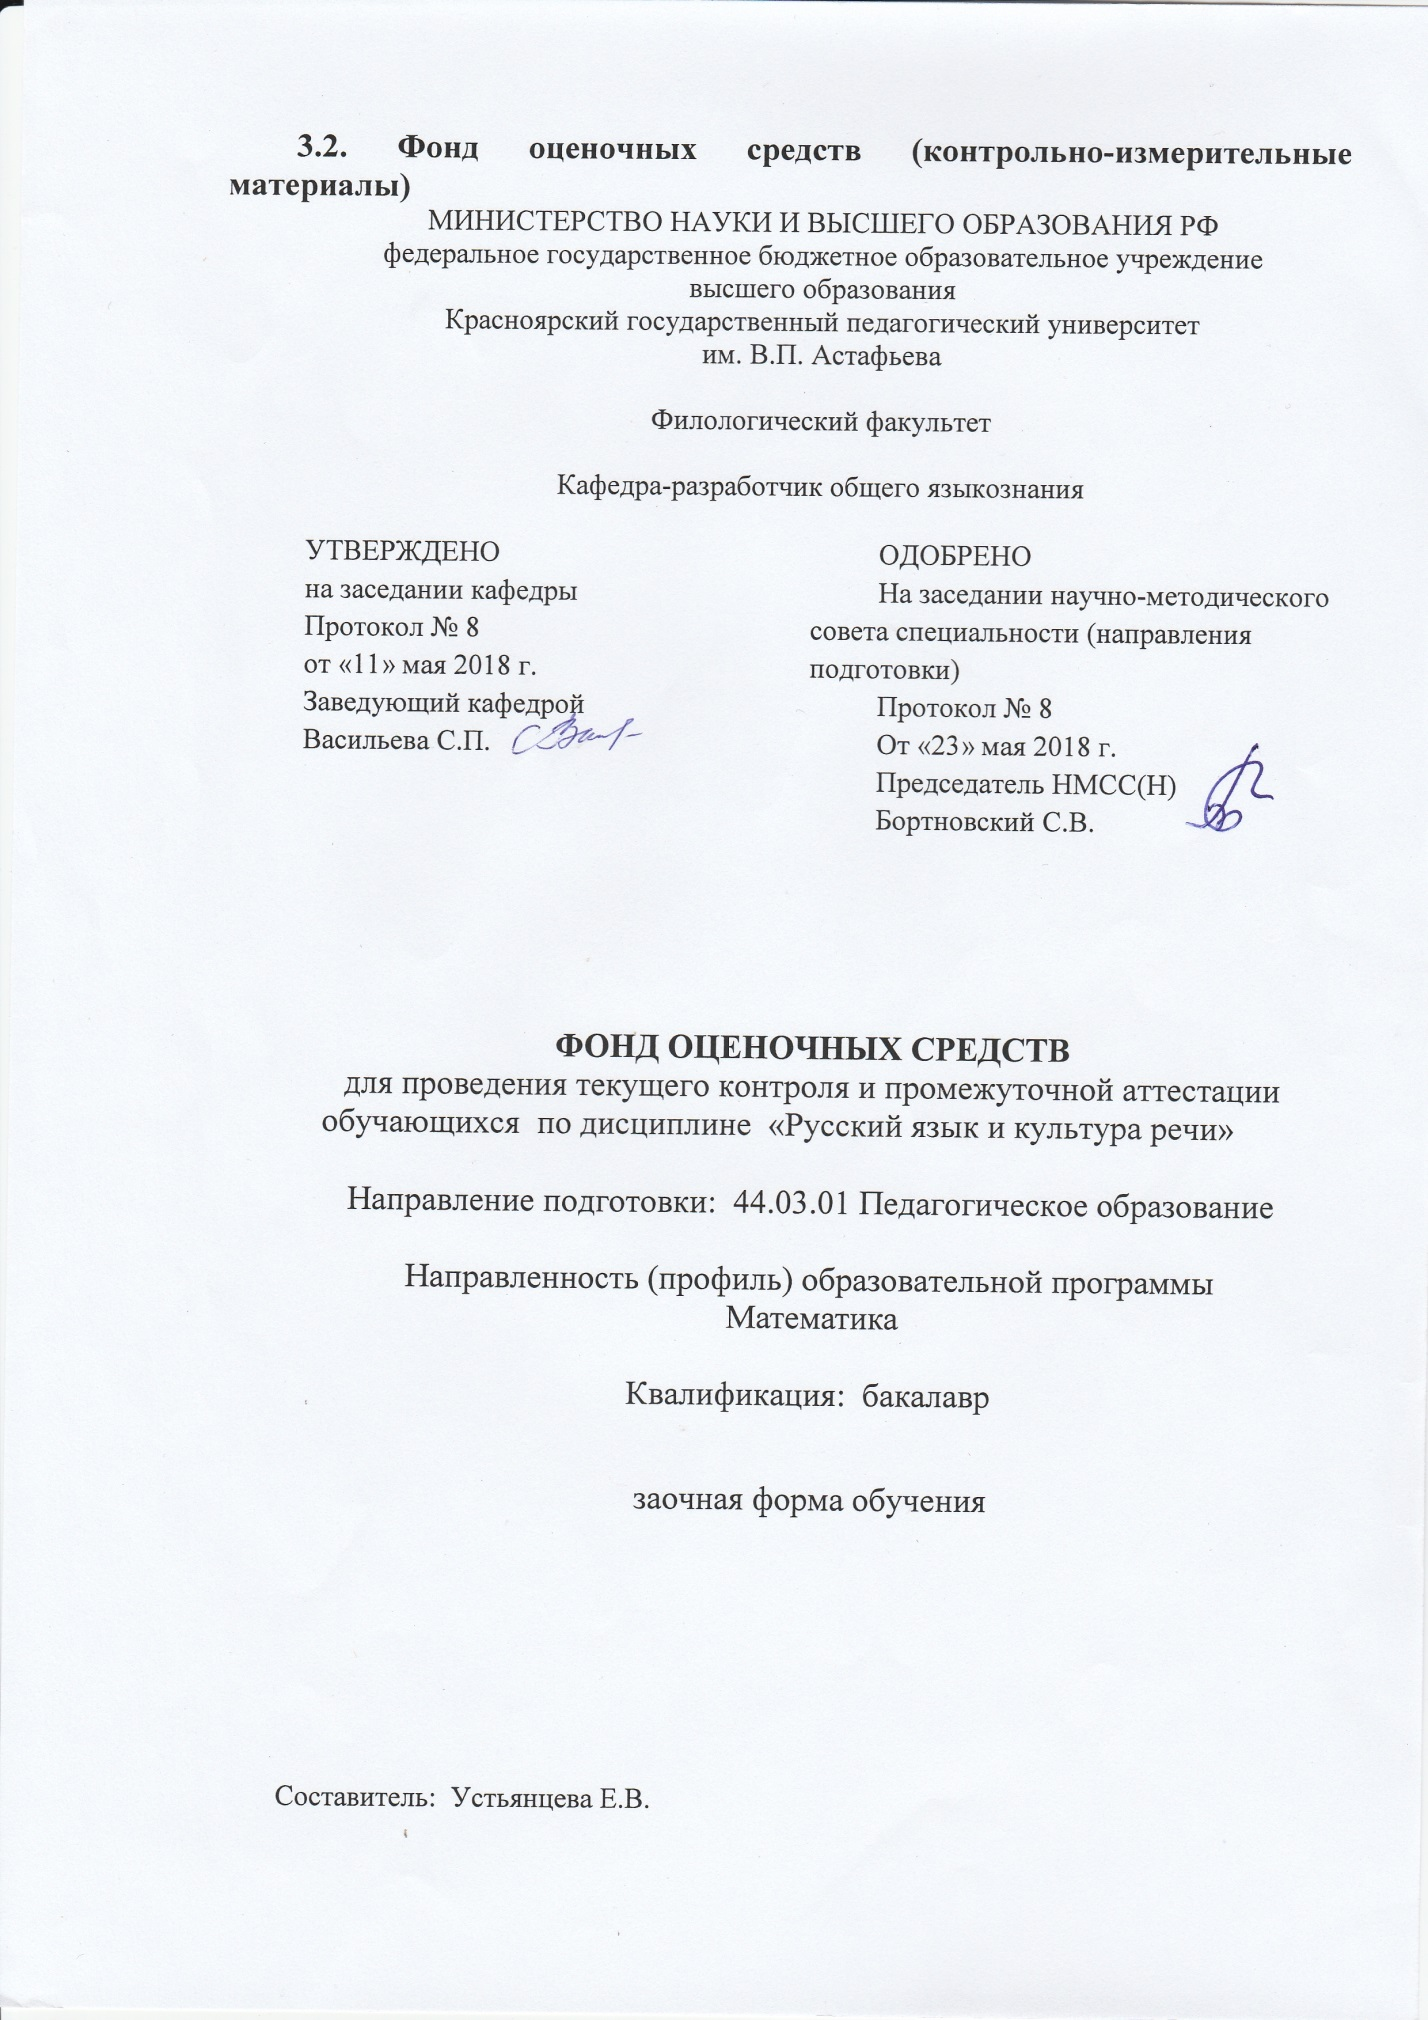 3.2. Фонд оценочных средств (контрольно-измерительные
материалы)
МИНИСТЕРСТВО НАУКИ И ВЫСШЕГО ОБРАЗОВАНИЯ РФ
федеральное государственное бюджетное образовательное учреждение
высшего образования
Красноярский государственный педагогический университет
им. В.П. Астафьева
Филологический факультет
Кафедра-разработчик общего языкознания
УТВЕРЖДЕНО
на заседании кафедры
Протокол № 8
от «11» мая 2018 г.
Заведующий кафедрой
Васильева С.П.
ОДОБРЕНО
На заседании научно-методического
совета специальности (направления
подготовки)
Протокол № 8
От «23» мая 2018 г.
Председатель НМСС(Н)
Бортновский С.В.
ФОНД ОЦЕНОЧНЫХ СРЕДСТВ
для проведения текущего контроля и промежуточной аттестации
обучающихся по дисциплине «Русский язык и культура речи»
Направление подготовки: 44.03.01 Педагогическое образование
Направленность (профиль) образовательной программы
Математика
Квалификация: бакалавр
заочная форма обучения
Составитель: Устьянцева Е.В.